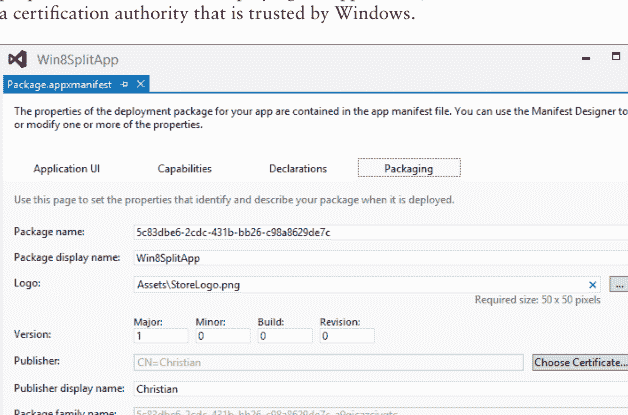 a certification authority that is trusted by Windows.
Win8SplitApp
Package.appxmanifest
The properties of the deployment package for your app are contained in the app manifest file. You can use the Manifest Designer to
or modify one or more of the properties.
Application UI Capabilities Declarations Packaging
Use this page to set the properties that identify and describe your package when it is deployed.
Package name: 5c83dbe6-2cdc-431b-bb26-c98a8629de7c
Package display name: Win8SplitApp
Logo: Assets\StoreLogo.png ...
Required size: 50 x 50 pixels
Major: Minor: Build: Revision:
Version: 1 0 0 0
Publisher: CN=Christian Choose Certificate...
Publisher display name: Christian
Package family name: